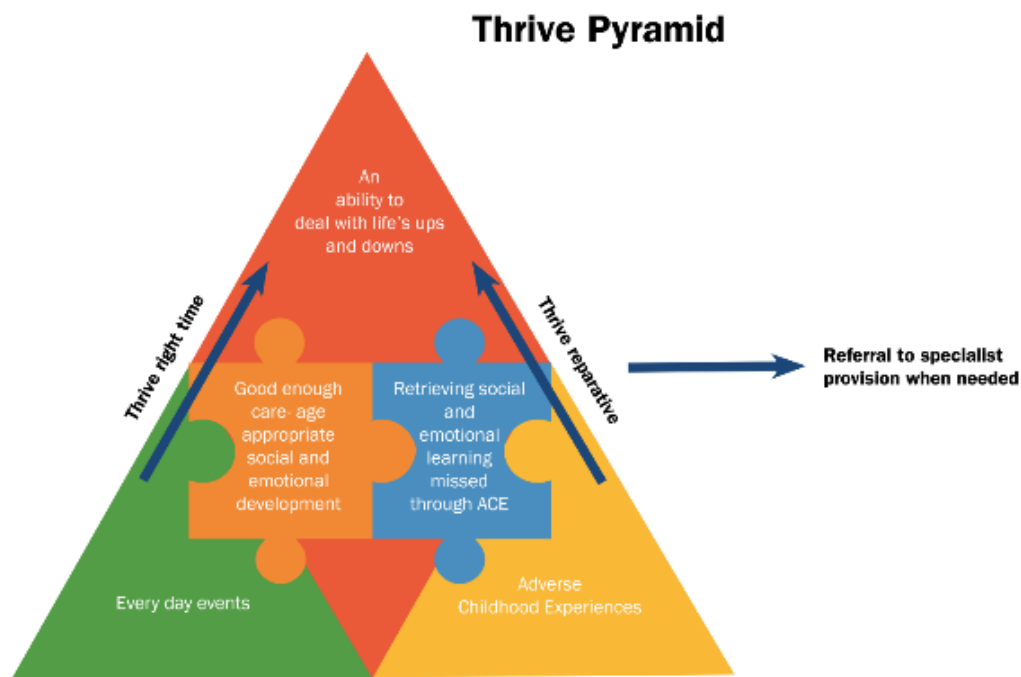 Thrive Pyramid
An
ability to
deal with life's ups
and downs
Thrive right time
Thrive reparative
Referral to specialist
provision when needed
Good enough
care- age
appropriate
social and
emotional
development
Retrieving social
and
emotional
learning
missed
through ACE
Every day events
Adverse
Childhood Experiences